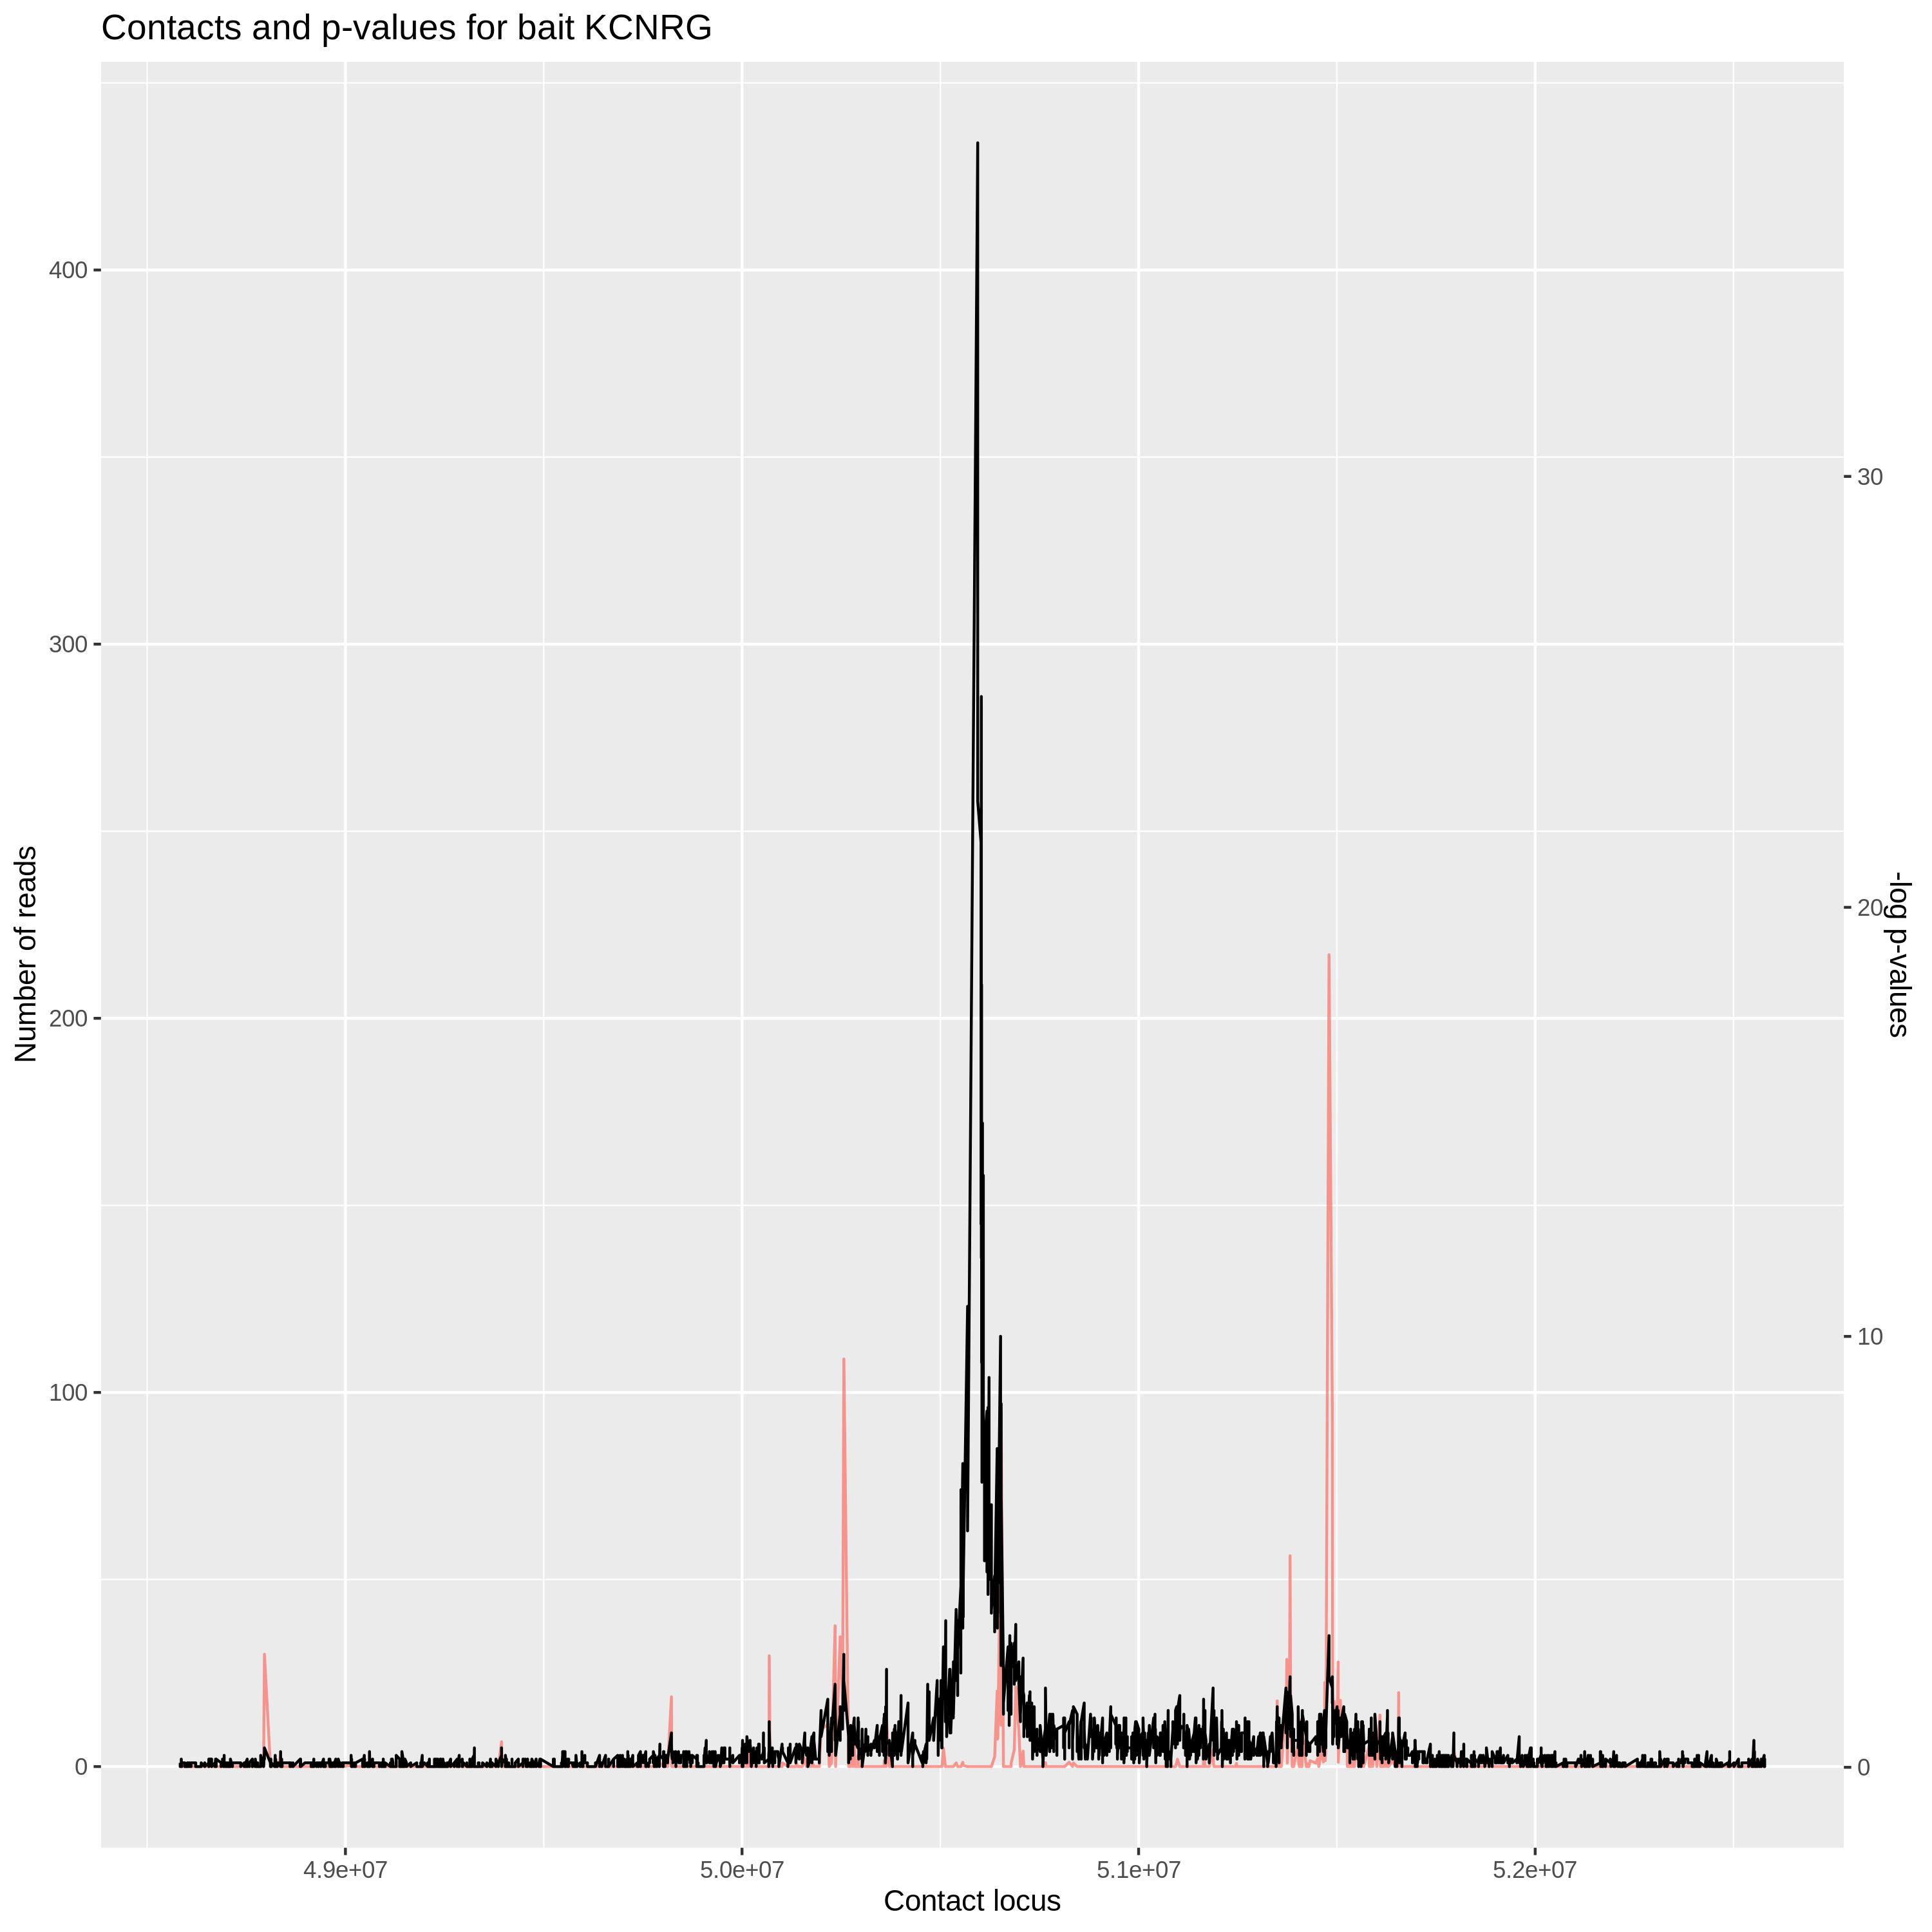 Contacts and p-values for bait KCNRG
400
300
200
100
0
Number of reads
30
20
10
0
-log p-values
4.9e+07
5.0e+07
5.1e+07
5.2e+07
Contact locus